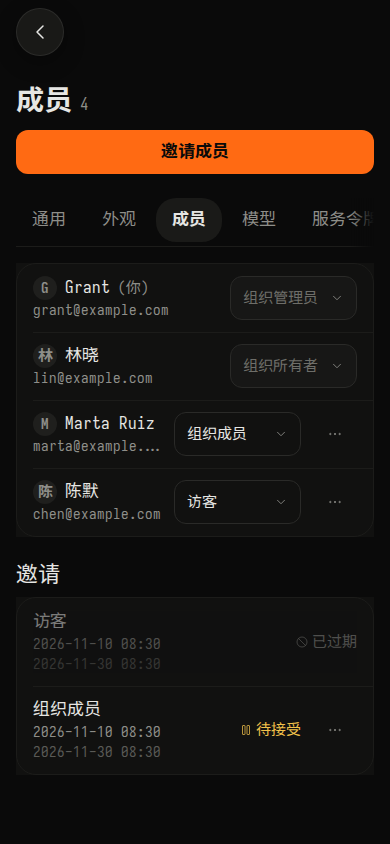 成员 4
邀请成员
通用 外观 成员 模型 服务令牌
G Grant (你) 组织管理员
grant@example.com
林 林晓 组织所有者
lin@example.com
M Marta Ruiz 组织成员 ...
marta@example....
陈 陈默 访客 ...
chen@example.com
邀请
访客
2026-11-10 08:30 已过期
2026-11-30 08:30
组织成员
2026-11-10 08:30 待接受 ...
2026-11-30 08:30